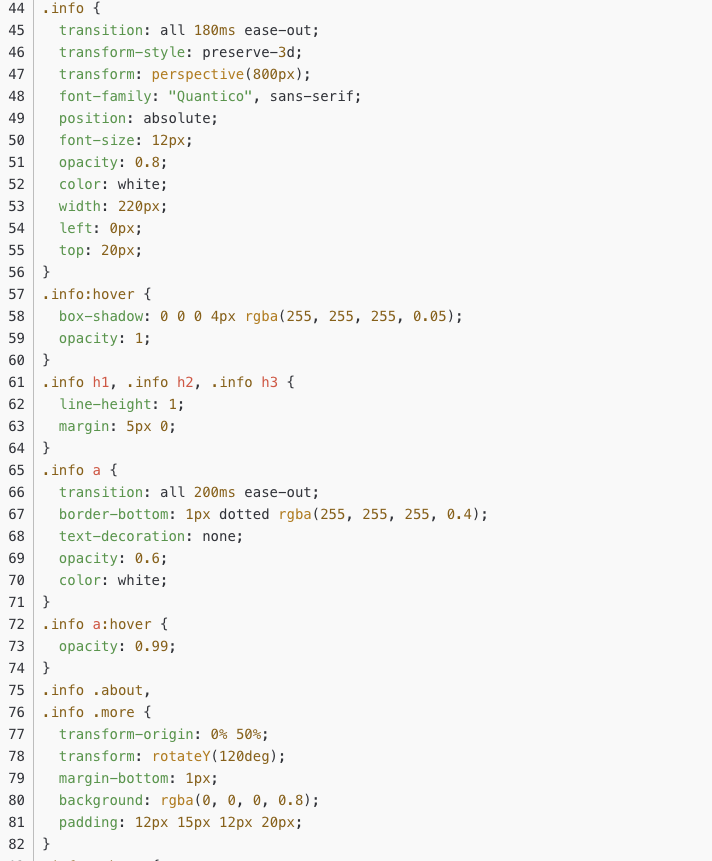 44 .info {
45   transition: all 180ms ease-out;
46   transform-style: preserve-3d;
47   transform: perspective(800px);
48   font-family: "Quantico", sans-serif;
49   position: absolute;
50   font-size: 12px;
51   opacity: 0.8;
52   color: white;
53   width: 220px;
54   left: 0px;
55   top: 20px;
56 }
57 .info:hover {
58   box-shadow: 0 0 0 4px rgba(255, 255, 255, 0.05);
59   opacity: 1;
60 }
61 .info h1, .info h2, .info h3 {
62   line-height: 1;
63   margin: 5px 0;
64 }
65 .info a {
66   transition: all 200ms ease-out;
67   border-bottom: 1px dotted rgba(255, 255, 255, 0.4);
68   text-decoration: none;
69   opacity: 0.6;
70   color: white;
71 }
72 .info a:hover {
73   opacity: 0.99;
74 }
75 .info .about,
76 .info .more {
77   transform-origin: 0% 50%;
78   transform: rotateY(120deg);
79   margin-bottom: 1px;
80   background: rgba(0, 0, 0, 0.8);
81   padding: 12px 15px 12px 20px;
82 }